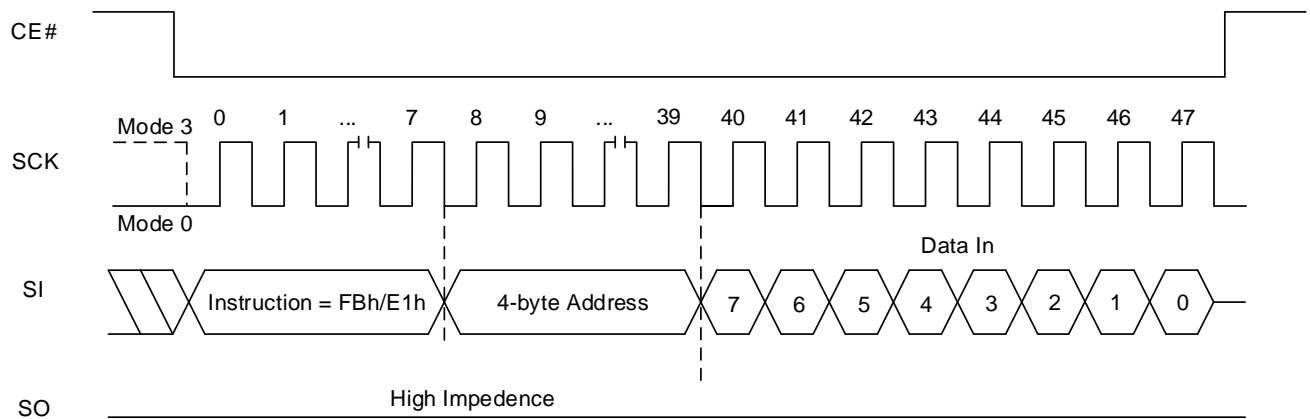 CE#
Mode 3 0 1 ... 7 8 9 ... 39 40 41 42 43 44 45 46 47
SCK
Mode 0
Data In
SI Instruction = FBh/E1h 4-byte Address 7 6 5 4 3 2 1 0
High Impedence
SO